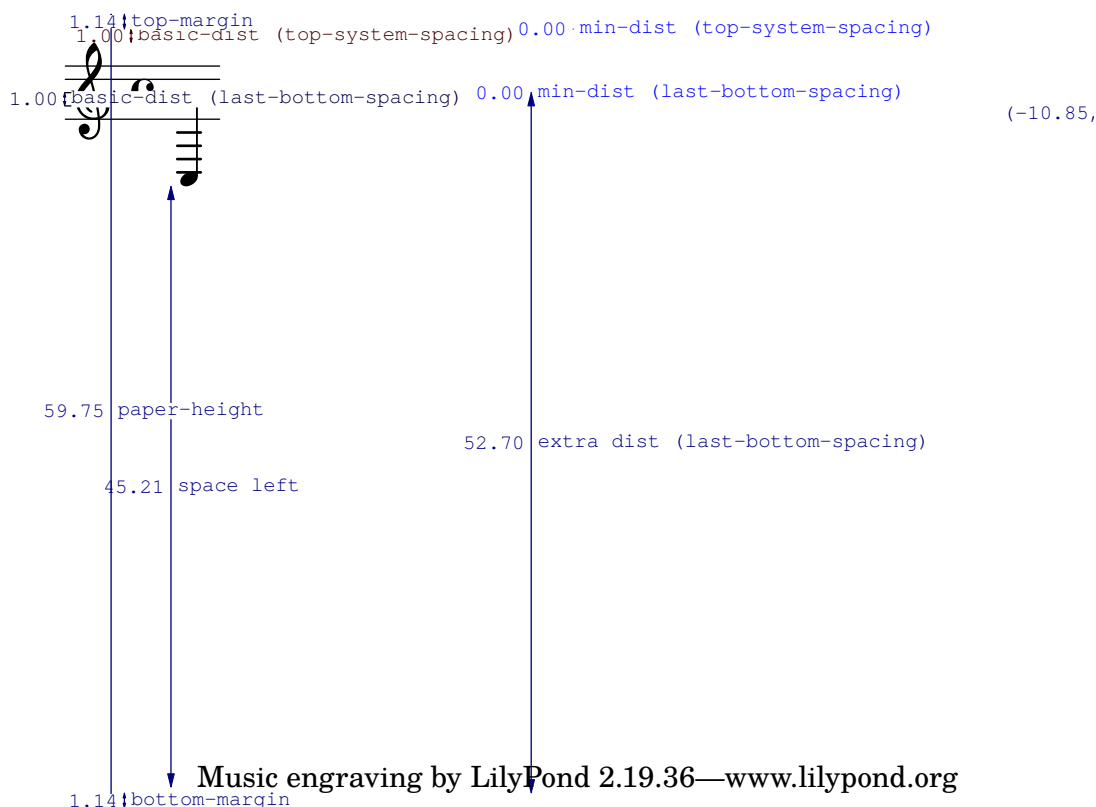 1.14 top-margin
1.00 basic-dist (top-system-spacing) 0.00 min-dist (top-system-spacing)
1.00 basic-dist (last-bottom-spacing) 0.00 min-dist (last-bottom-spacing)
(-10.85,
59.75 paper-height
52.70 extra dist (last-bottom-spacing)
45.21 space left
Music engraving by LilyPond 2.19.36—www.lilypond.org
1.14 bottom-margin